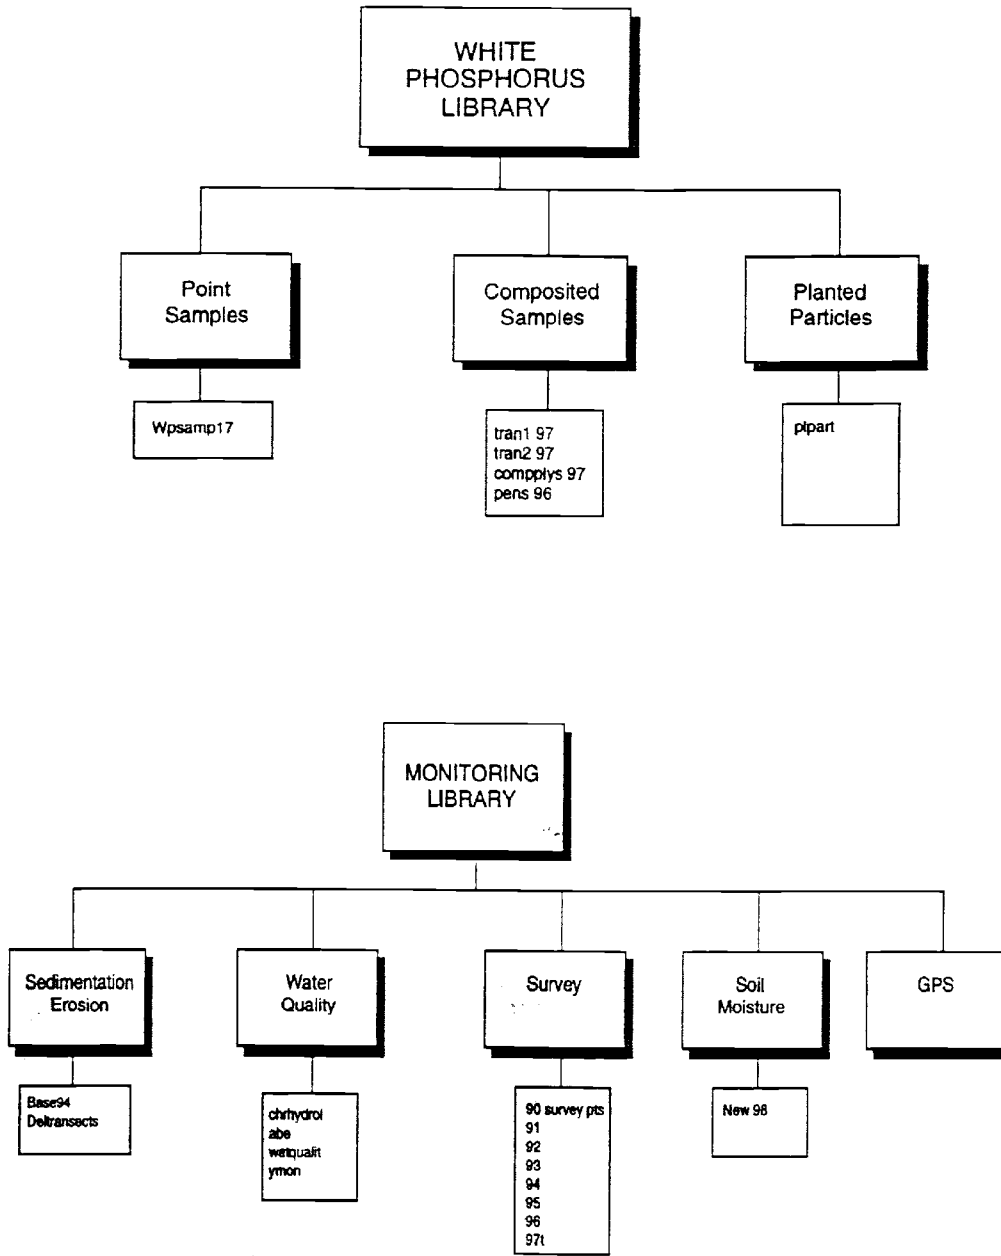 WHITE
PHOSPHORUS
LIBRARY
Point
Samples
Composited
Samples
Planted
Particles
Wpsamp17
tran1 97
tran2 97
compplys 97
pens 96
plpart
MONITORING
LIBRARY
Sedimentation
Erosion
Water
Quality
Survey
Soil
Moisture
GPS
Base94
Deltransects
chrhydrol
abe
watqualit
ymon
90 survey pts
91
92
93
94
95
96
97t
New 98